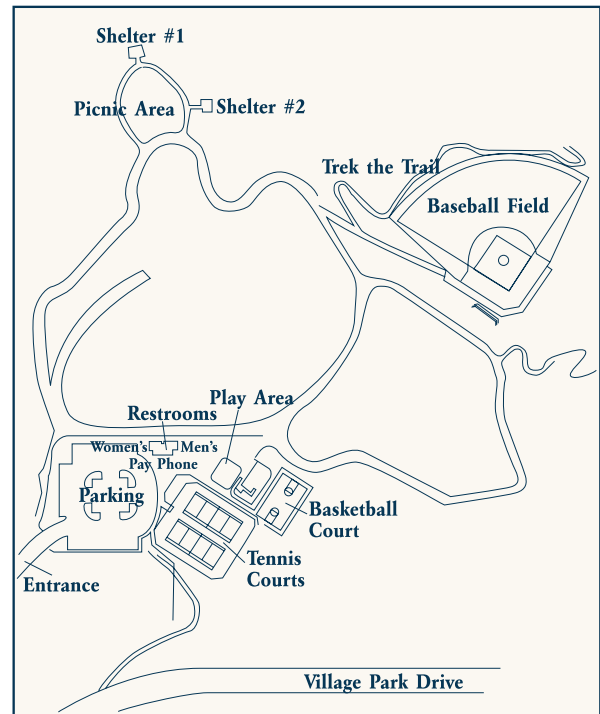 Shelter #1
Picnic Area
Shelter #2
Trek the Trail
Baseball Field
Play Area
Restrooms
Women's
Men's
Pay Phone
Parking
Basketball
Court
Tennis
Courts
Entrance
Village Park Drive